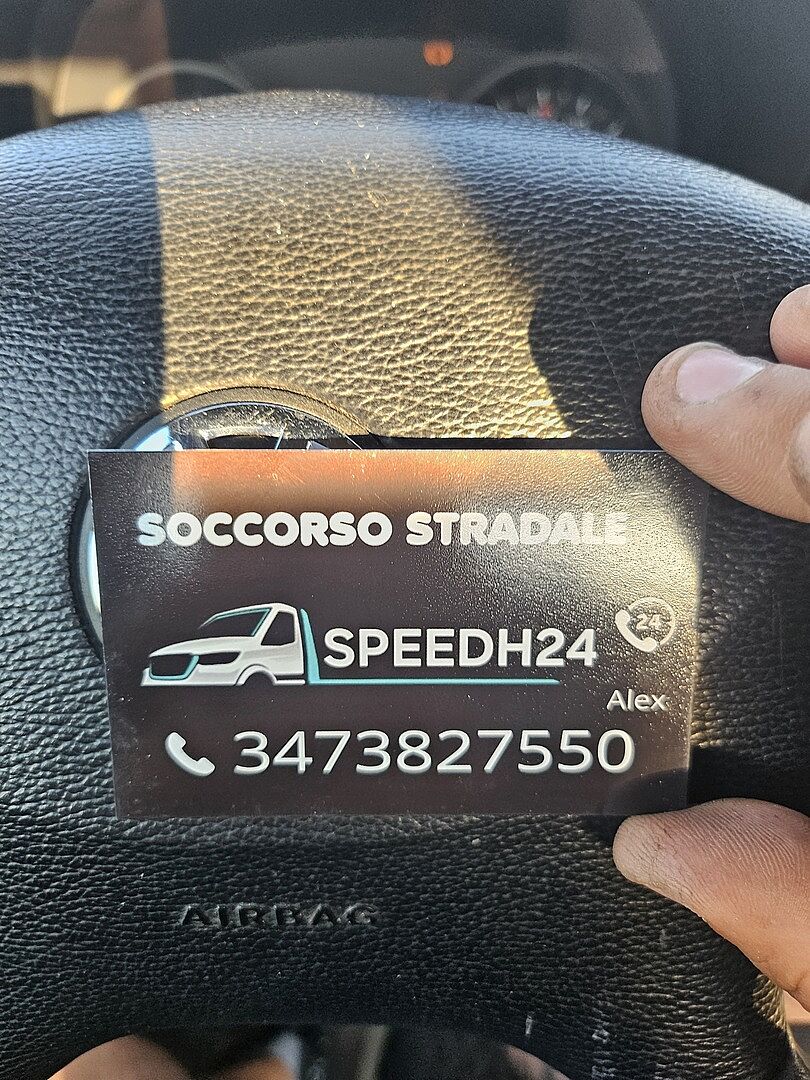 SOCCORSO STRADALE
SPEEDH24
24
Alex
3473827550
AIRBAG